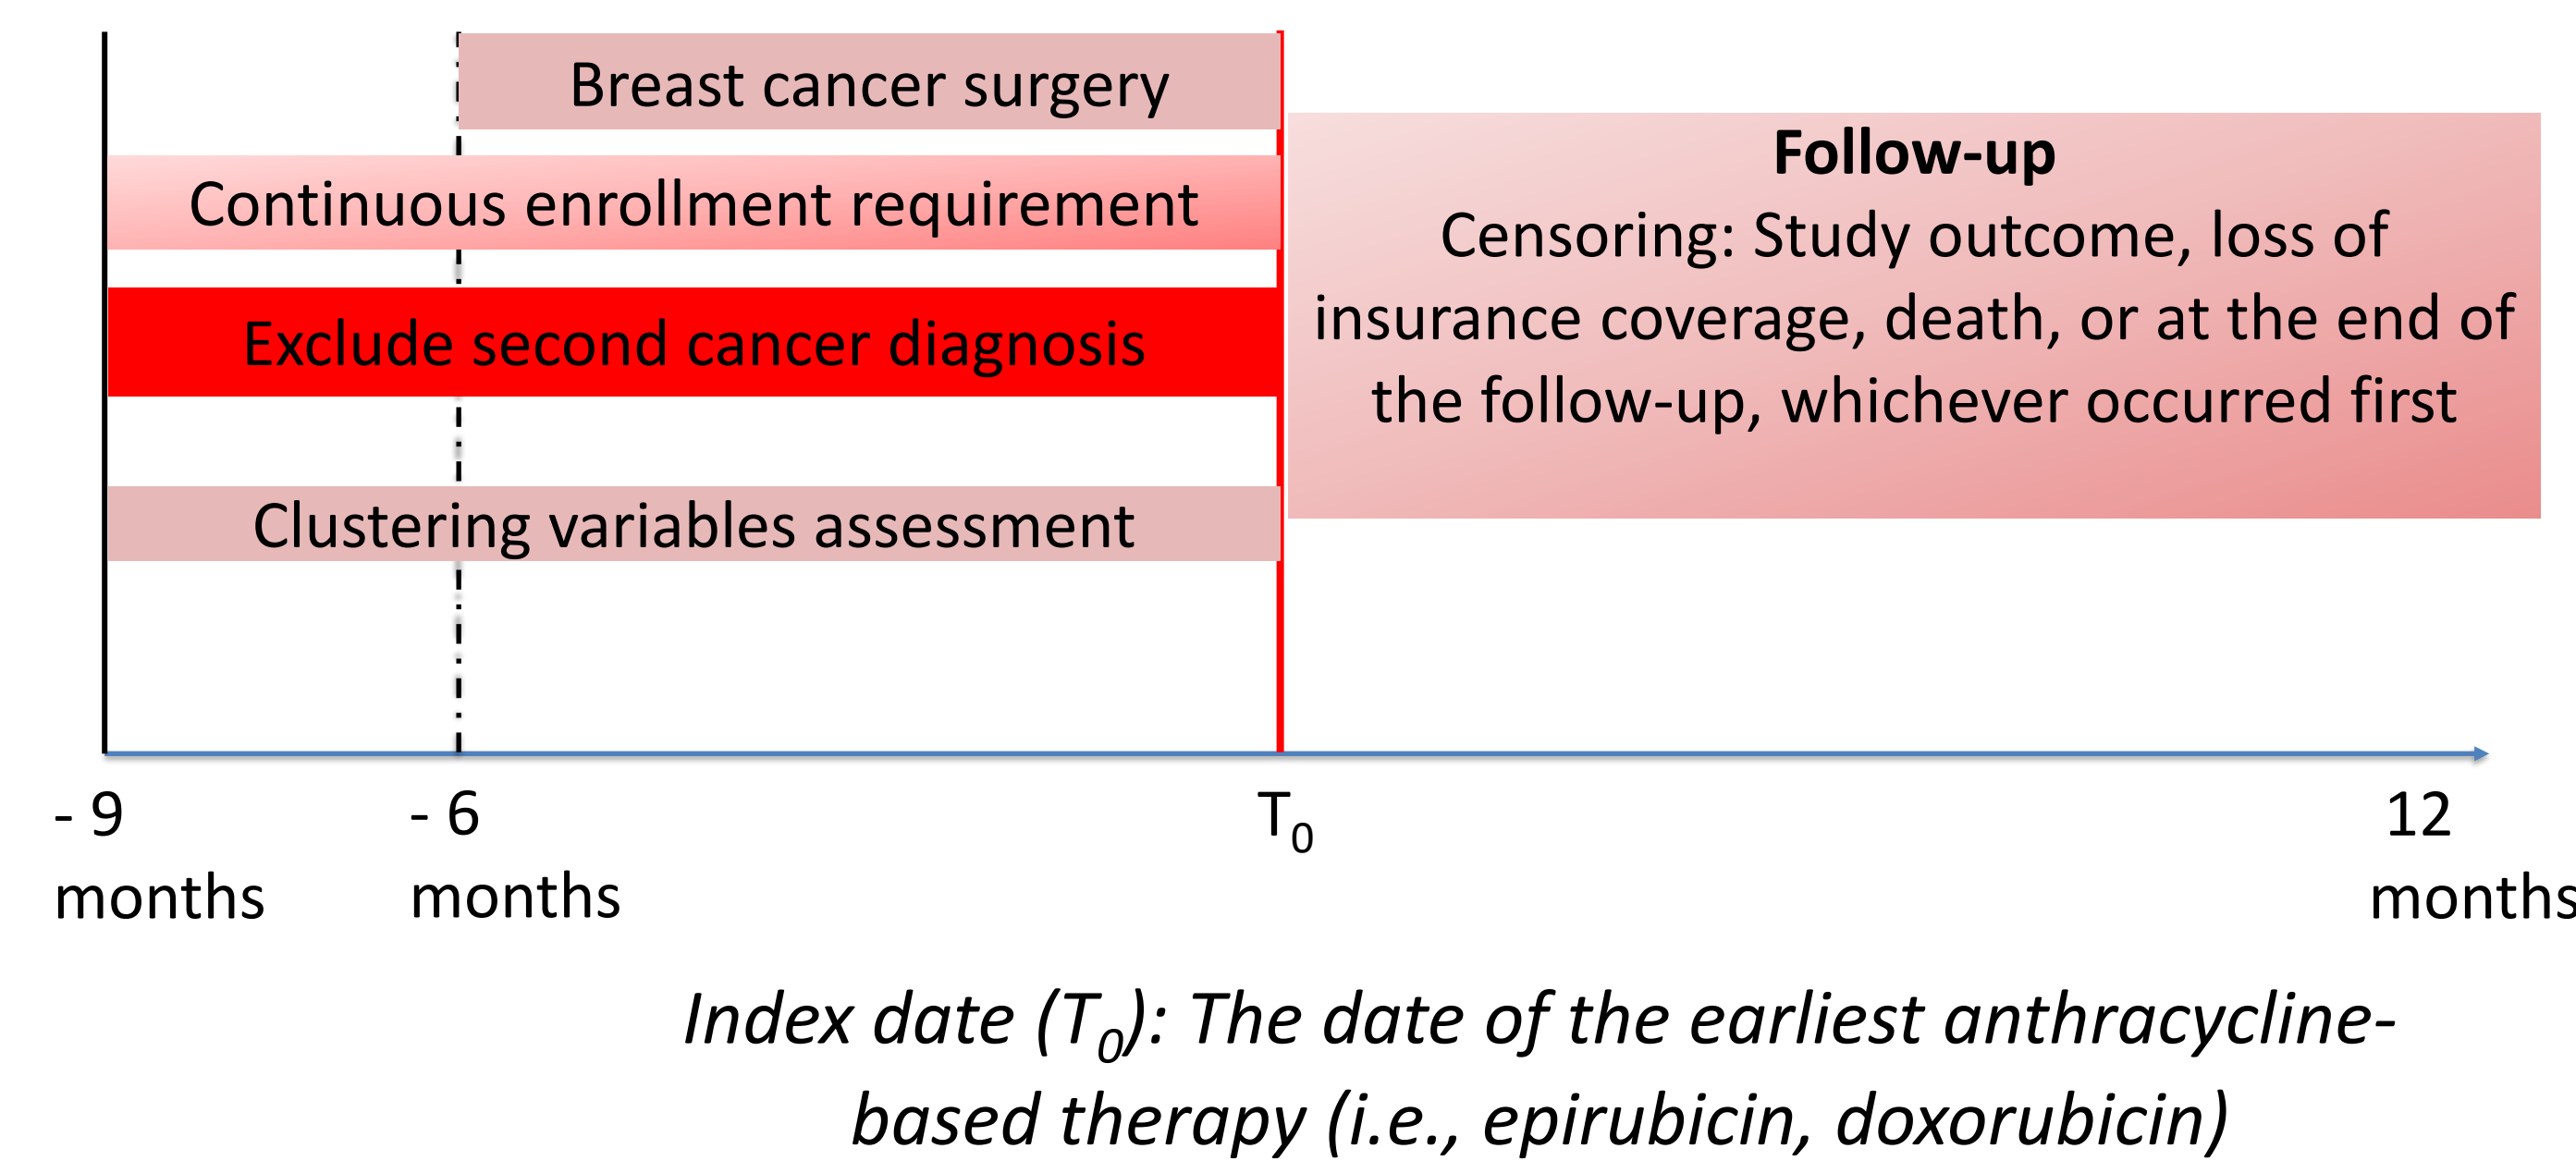 Breast cancer surgery
Continuous enrollment requirement
Exclude second cancer diagnosis
Clustering variables assessment
Follow-up
Censoring: Study outcome, loss of
insurance coverage, death, or at the end of
the follow-up, whichever occurred first
- 9
months
- 6
months
T0
12
months
Index date (T0): The date of the earliest anthracycline-
based therapy (i.e., epirubicin, doxorubicin)